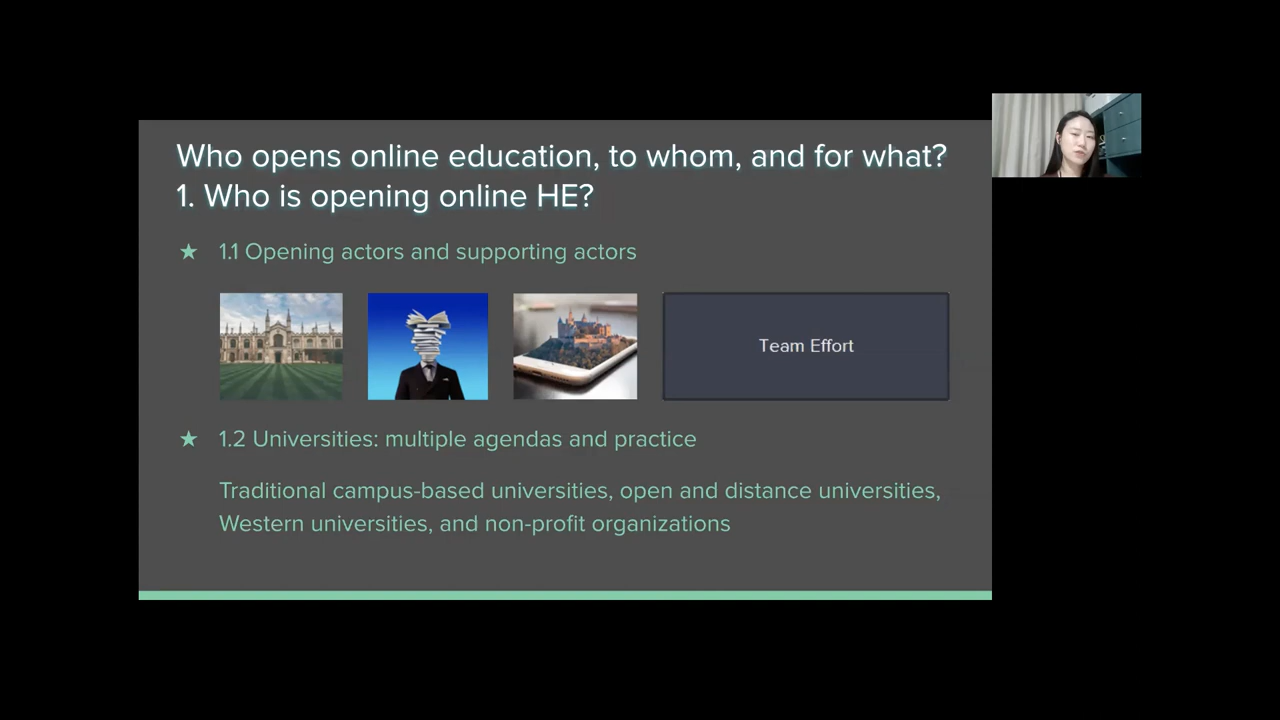 Who opens online education, to whom, and for what?
1. Who is opening online HE?
★ 1.1 Opening actors and supporting actors
Team Effort
★ 1.2 Universities: multiple agendas and practice
Traditional campus-based universities, open and distance universities,
Western universities, and non-profit organizations